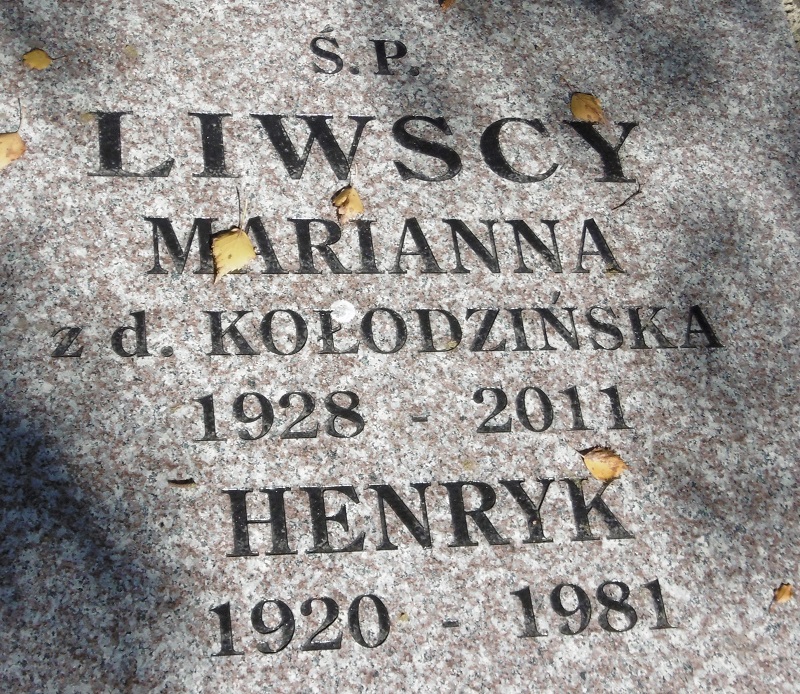 Ś.P.
LIWSCY
MARIANNA
z d. KOŁODZIŃSKA
1928 - 2011
HENRYK
1920 - 1981